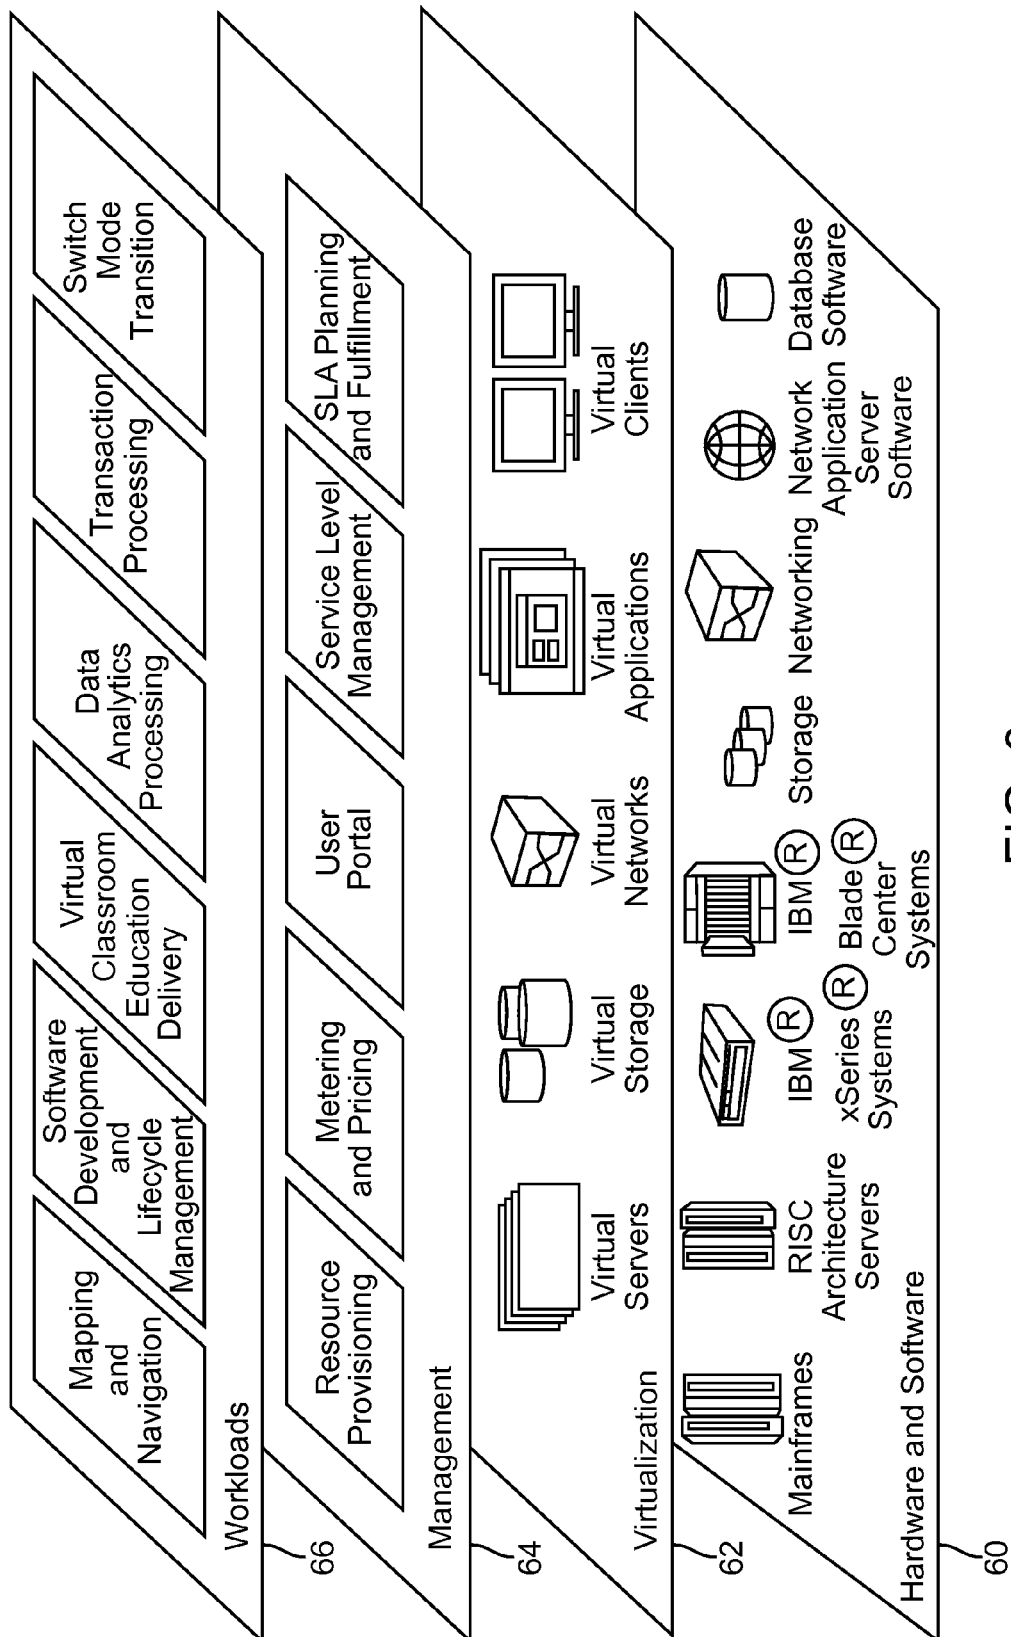 Mapping
and
Navigation
Software
Development
and
Lifecycle
Management
Virtual
Classroom
Education
Delivery
Data
Analytics
Processing
Transaction
Processing
Switch
Mode
Transition
Workloads
66
Resource
Provisioning
Metering
and Pricing
User
Portal
Service Level
Management
SLA Planning
and Fulfillment
Management
64
Virtual
Servers
Virtual
Storage
Virtual
Networks
Virtual
Applications
Virtual
Clients
Virtualization
62
Mainframes
RISC
Architecture
Servers
IBM®
xSeries®
Systems
IBM®
Blade®
Center
Systems
Storage
Networking
Network
Application
Server
Software
Database
Software
Hardware and Software
60